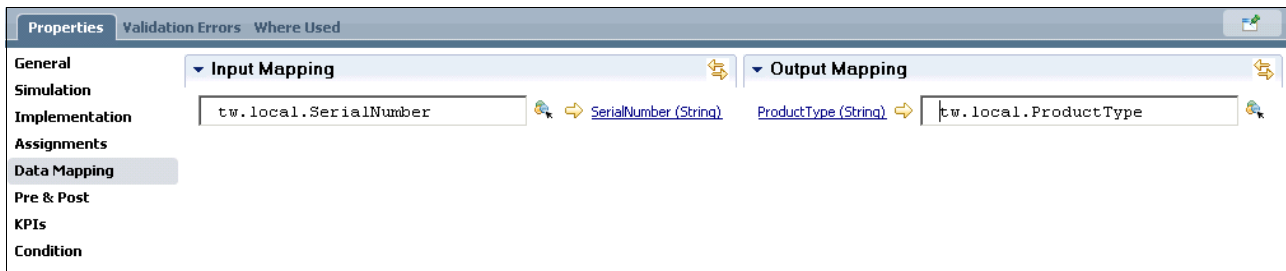 Properties Validation Errors Where Used
General
Simulation
Implementation
Assignments
Data Mapping
Pre & Post
KPIs
Condition
Input Mapping
tw.local.SerialNumber SerialNumber (String)
Output Mapping
ProductType (String) tw.local.ProductType